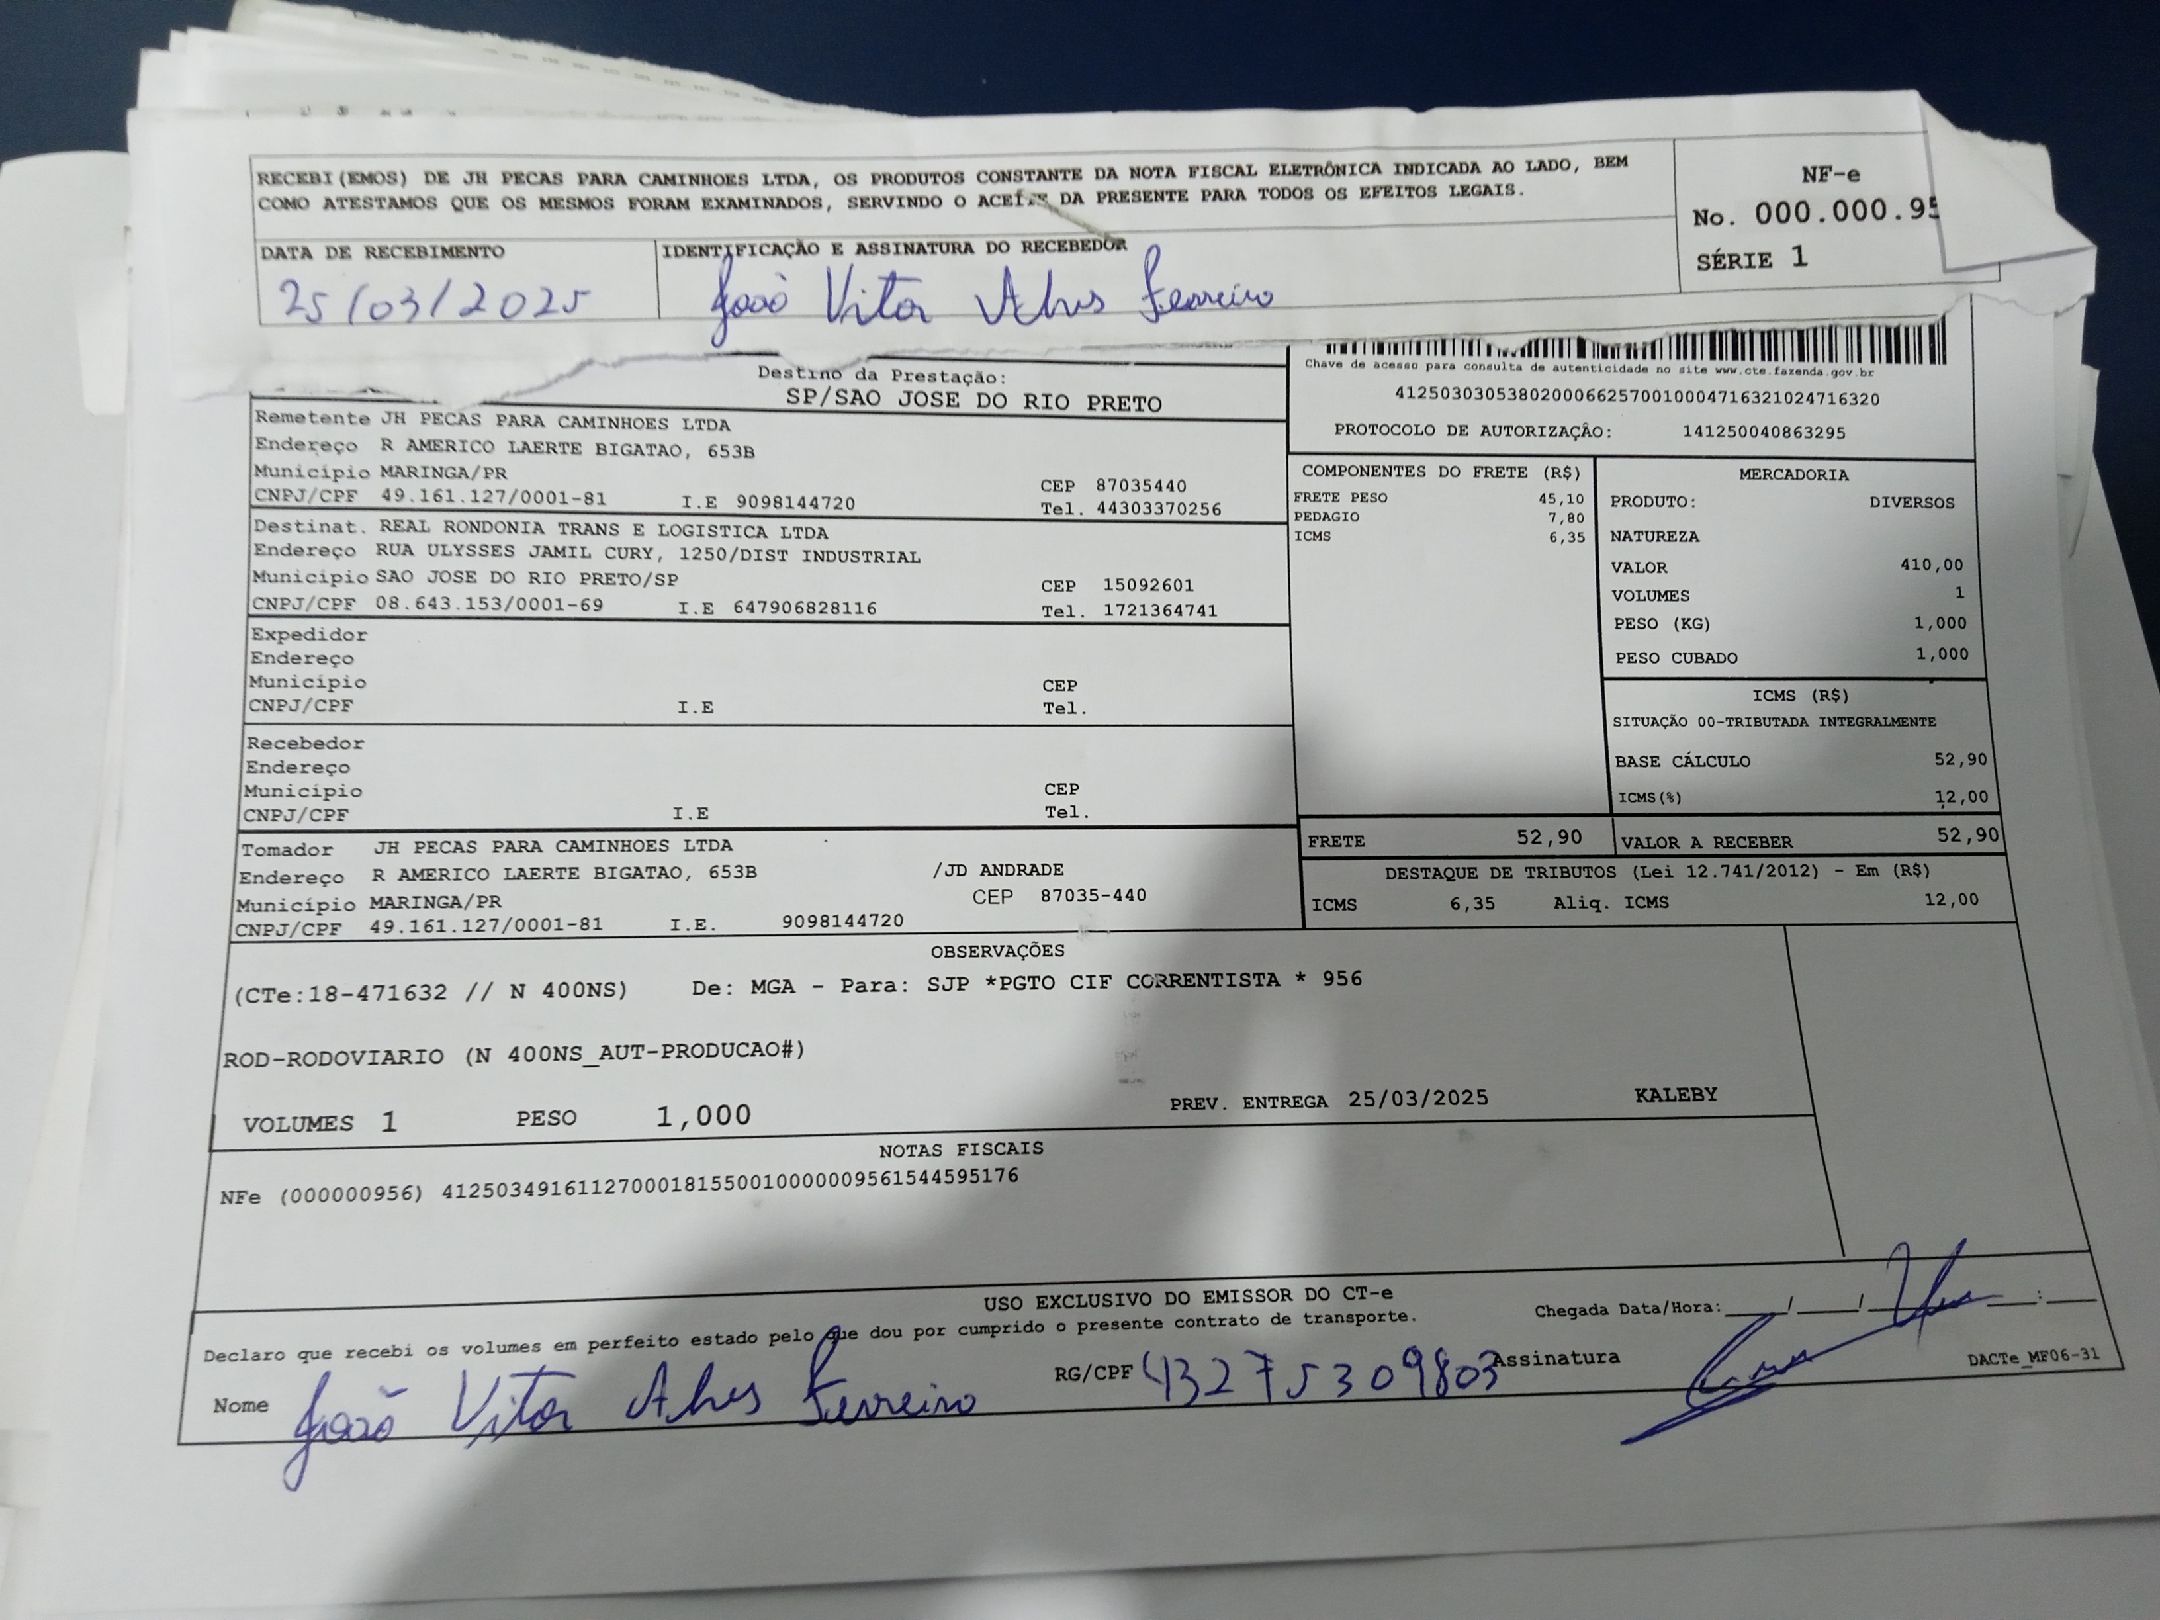 RECEBI(EMOS) DE JH PECAS PARA CAMINHOES LTDA, OS PRODUTOS CONSTANTE DA NOTA FISCAL ELETRÔNICA INDICADA AO LADO, BEM
COMO ATESTAMOS QUE OS MESMOS FORAM EXAMINADOS, SERVINDO O DA PRESENTE PARA TODOS OS EFEITOS LEGAIS.
NF-e
No. 000.000.95
SÉRIE 1
DATA DE RECEBIMENTO
25/03/2025
IDENTIFICAÇÃO E ASSINATURA DO RECEBEDOR
João Vitor Alves Ferreira
Destino da Prestação:
SP/SAO JOSE DO RIO PRETO
Chave de acesso para consulta de autenticidade no site www.cte.fazenda.gov.br
41250303053802000662570010004716321024716320
PROTOCOLO DE AUTORIZAÇÃO: 141250040863295
Remetente JH PECAS PARA CAMINHOES LTDA
Endereço R AMERICO LAERTE BIGATAO, 653B
Município MARINGA/PR CEP 87035440
CNPJ/CPF 49.161.127/0001-81 I.E 9098144720 Tel. 44303370256
Destinat. REAL RONDONIA TRANS E LOGISTICA LTDA
Endereço RUA ULYSSES JAMIL CURY, 1250/DIST INDUSTRIAL
Município SAO JOSE DO RIO PRETO/SP CEP 15092601
CNPJ/CPF 08.643.153/0001-69 I.E 647906828116 Tel. 1721364741
Expedidor
Endereço
Município CEP
CNPJ/CPF I.E Tel.
Recebedor
Endereço
Município CEP
CNPJ/CPF I.E Tel.
Tomador JH PECAS PARA CAMINHOES LTDA
Endereço R AMERICO LAERTE BIGATAO, 653B /JD ANDRADE
Município MARINGA/PR CEP 87035-440
CNPJ/CPF 49.161.127/0001-81 I.E. 9098144720
COMPONENTES DO FRETE (R$)
FRETE PESO 45,10
PEDAGIO 7,80
ICMS 6,35
MERCADORIA
PRODUTO: DIVERSOS
NATUREZA
VALOR 410,00
VOLUMES 1
PESO (KG) 1,000
PESO CUBADO 1,000
ICMS (R$)
SITUAÇÃO 00-TRIBUTADA INTEGRALMENTE
BASE CÁLCULO 52,90
ICMS(%) 12,00
FRETE 52,90 VALOR A RECEBER 52,90
DESTAQUE DE TRIBUTOS (Lei 12.741/2012) - Em (R$)
ICMS 6,35 Aliq. ICMS 12,00
OBSERVAÇÕES
(CTe:18-471632 // N 400NS) De: MGA - Para: SJP *PGTO CIF CORRENTISTA * 956
ROD-RODOVIARIO (N 400NS_AUT-PRODUCAO#)
VOLUMES 1 PESO 1,000 PREV. ENTREGA 25/03/2025 KALEBY
NOTAS FISCAIS
NFe (000000956) 41250349161127000181550010000009561544595176
USO EXCLUSIVO DO EMISSOR DO CT-e
Declaro que recebi os volumes em perfeito estado pelo que dou por cumprido o presente contrato de transporte.
Chegada Data/Hora:____/____/____ ____:____
Nome João Vitor Alves Ferreira RG/CPF 43275309803 Assinatura
DACTe_MF06-31